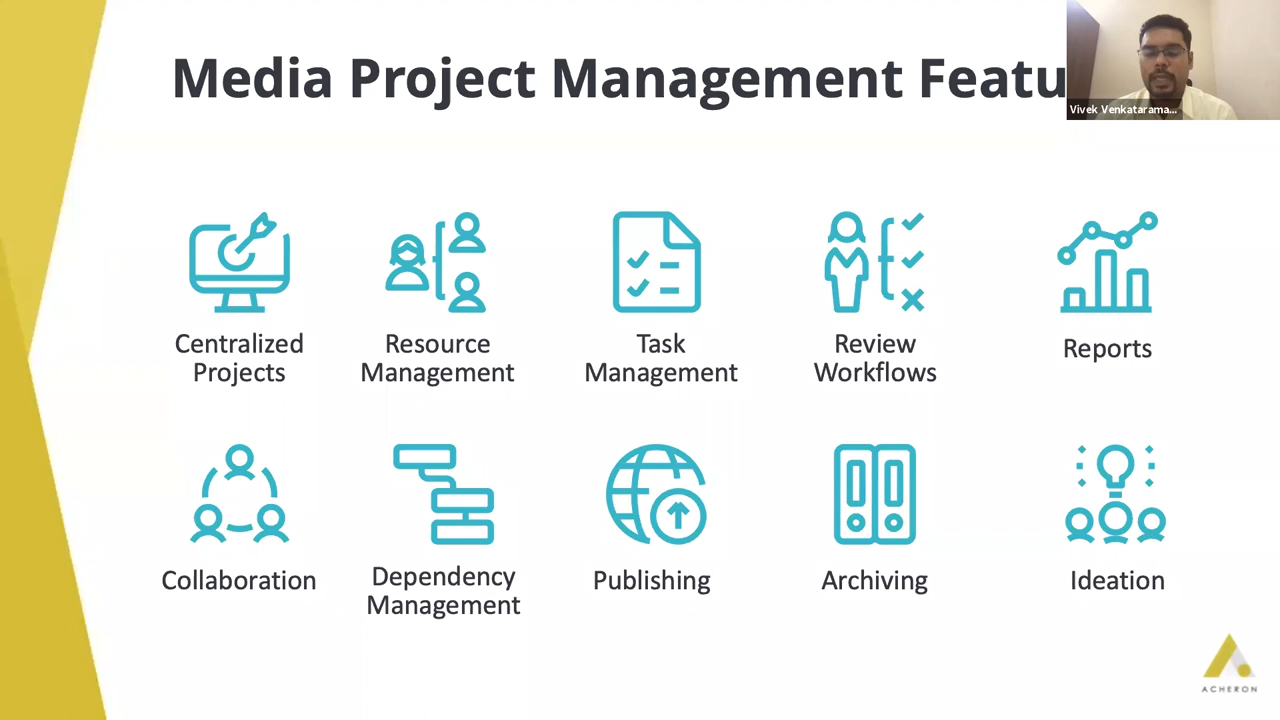 Media Project Management Featu
Vivek Venkatarama...
Centralized
Projects
Resource
Management
Task
Management
Review
Workflows
Reports
Collaboration
Dependency
Management
Publishing
Archiving
Ideation
ACHERON